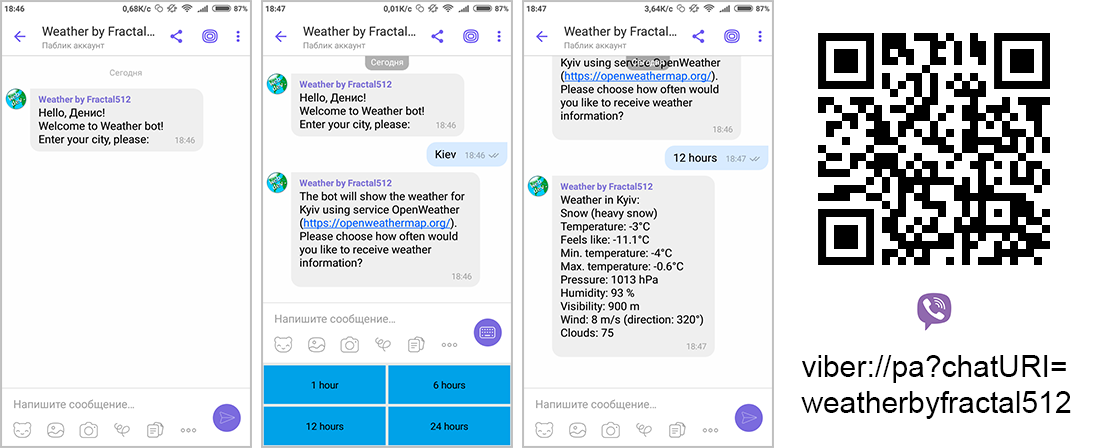 18:46
0,68K/c
87%
Weather by Fractal...
Паблик аккаунт
Сегодня
Weather by Fractal512
Hello, Денис!
Welcome to Weather bot!
Enter your city, please:
18:46
Напишите сообщение...
18:47
0,01K/c
87%
Weather by Fractal...
Паблик аккаунт
Сегодня
Weather by Fractal512
Hello, Денис!
Welcome to Weather bot!
Enter your city, please:
18:46
Kiev 18:46
Weather by Fractal512
The bot will show the weather for
Kyiv using service OpenWeather
(https://openweathermap.org/).
Please choose how often would
you like to receive weather
information?
18:46
Напишите сообщение...
1 hour
6 hours
12 hours
24 hours
18:47
3,64K/c
87%
Weather by Fractal...
Паблик аккаунт
Kyiv using service OpenWeather
(https://openweathermap.org/).
Please choose how often would
you like to receive weather
information?
18:46
12 hours 18:47
Weather by Fractal512
Weather in Kyiv:
Snow (heavy snow)
Temperature: -3°C
Feels like: -11.1°C
Min. temperature: -4°C
Max. temperature: -0.6°C
Pressure: 1013 hPa
Humidity: 93 %
Visibility: 900 m
Wind: 8 m/s (direction: 320°)
Clouds: 75
18:47
Напишите сообщение...
viber://pa?chatURI=
weatherbyfractal512